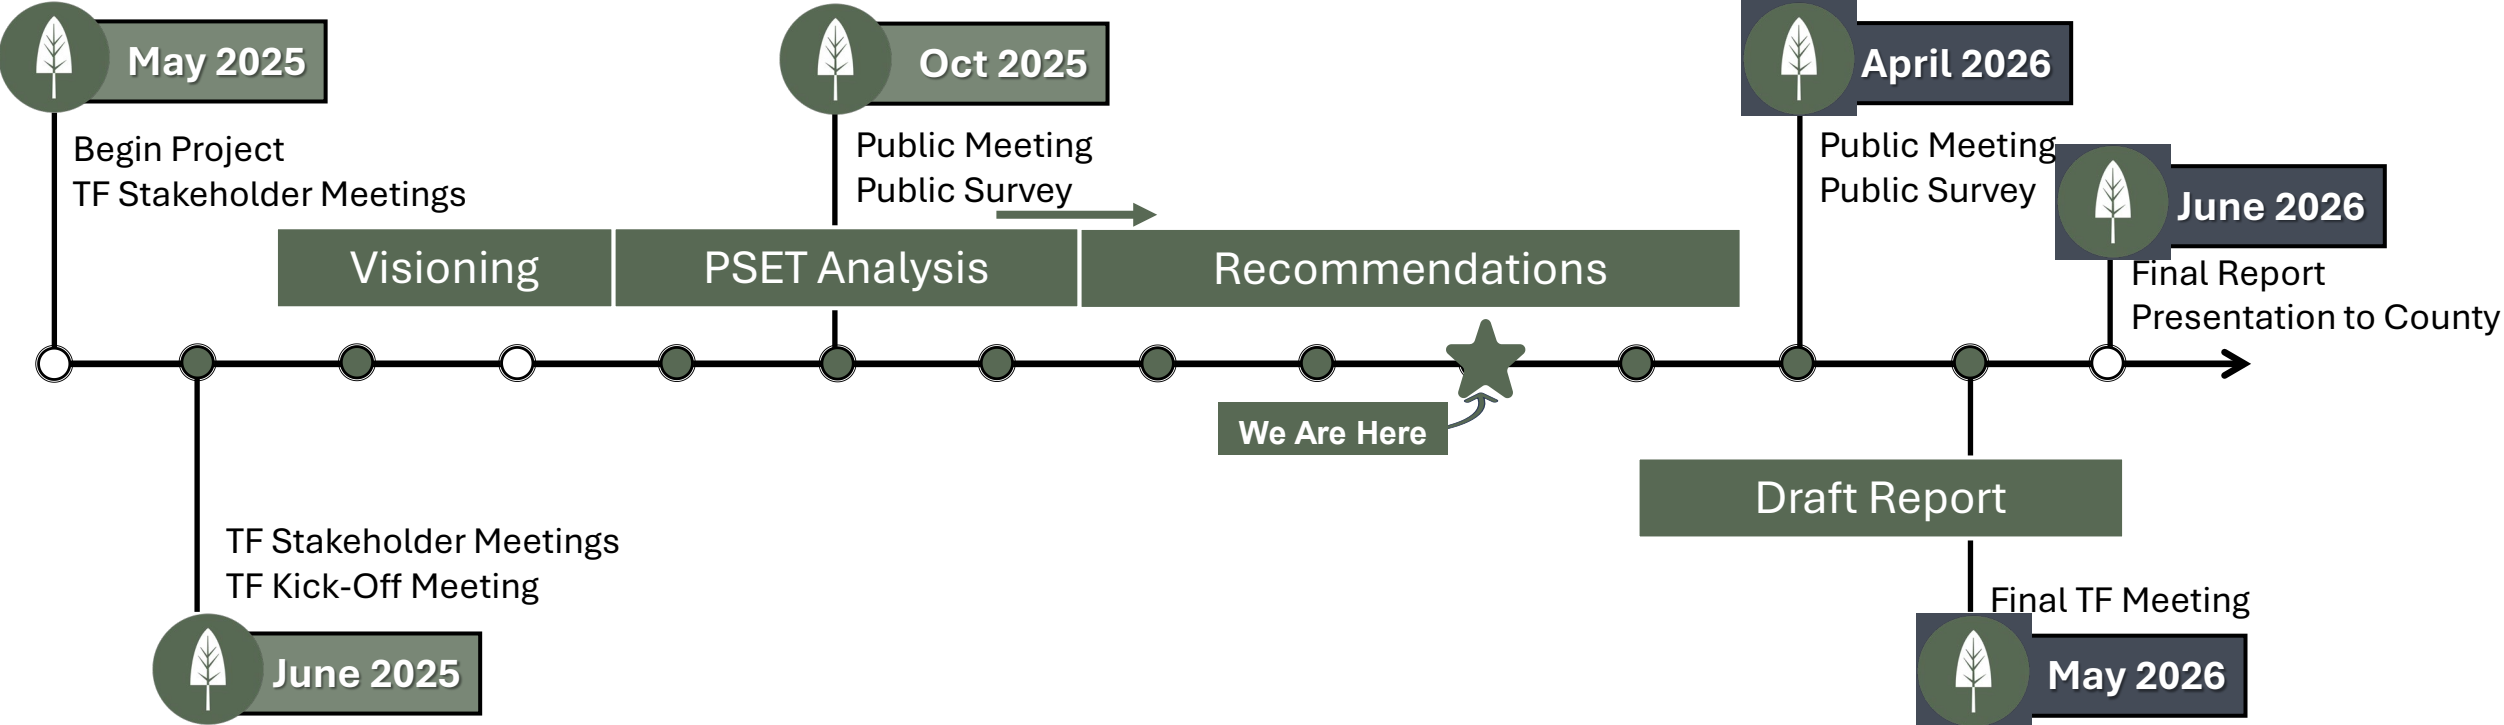 May 2025
Begin Project
TF Stakeholder Meetings
Oct 2025
Public Meeting
Public Survey
April 2026
Public Meeting
Public Survey
June 2026
Final Report
Presentation to County
Visioning
PSET Analysis
Recommendations
We Are Here
Draft Report
TF Stakeholder Meetings
TF Kick-Off Meeting
June 2025
Final TF Meeting
May 2026